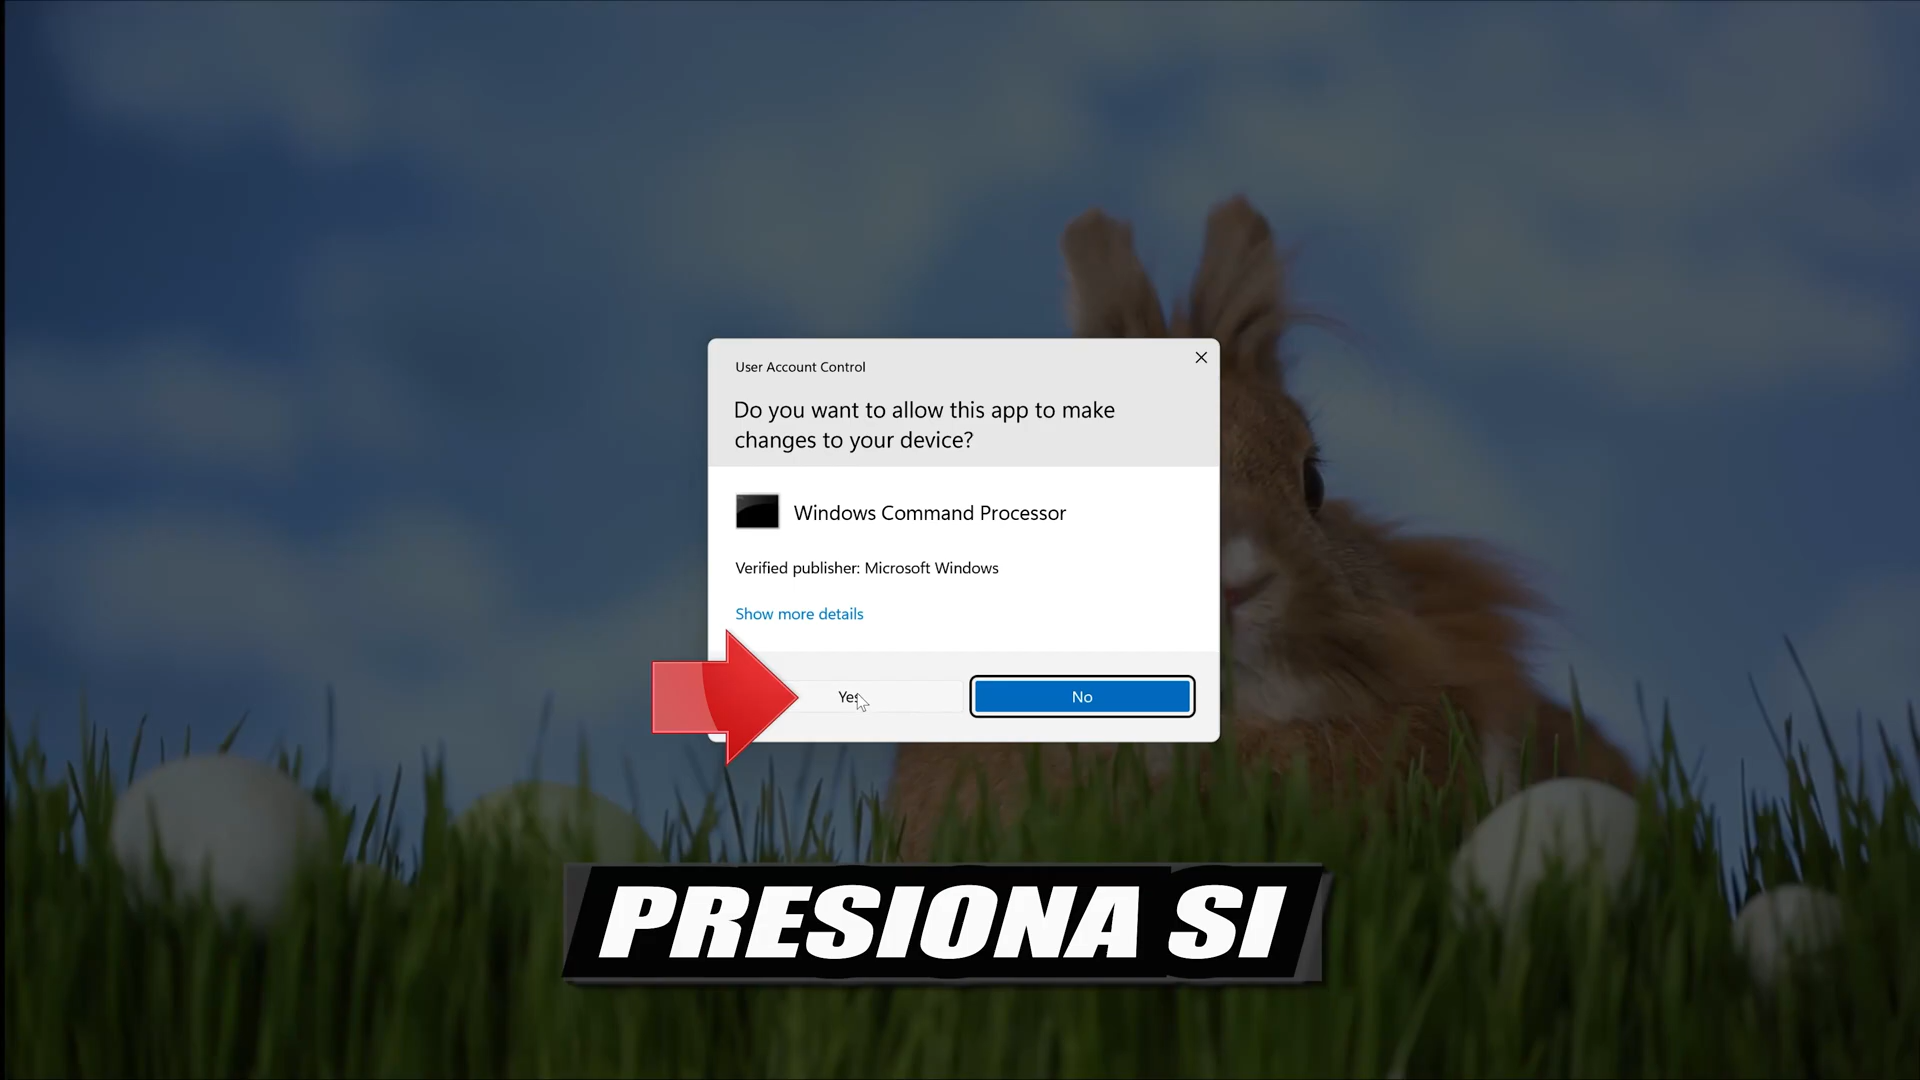 User Account Control
Do you want to allow this app to make
changes to your device?
Windows Command Processor
Verified publisher: Microsoft Windows
Show more details
Yes
No
PRESIONA SI